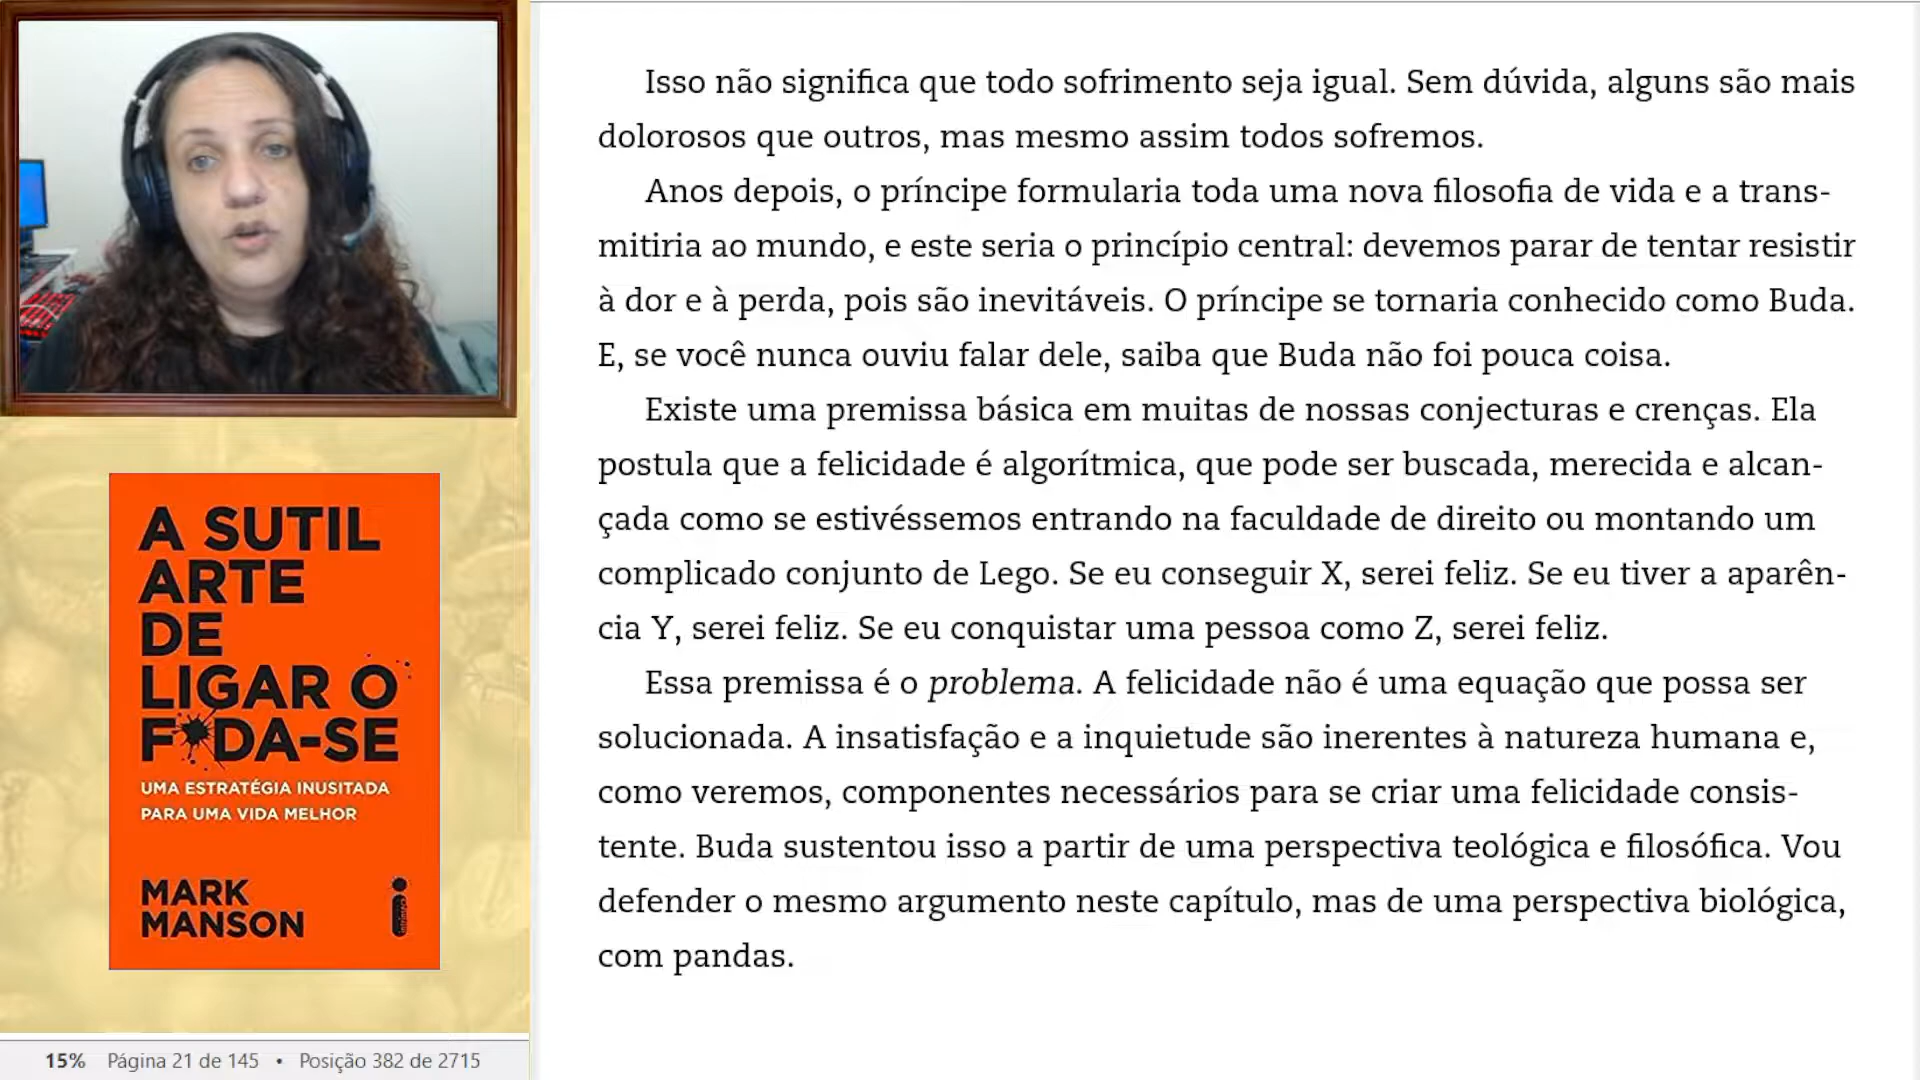 Isso não significa que todo sofrimento seja igual. Sem dúvida, alguns são mais
dolorosos que outros, mas mesmo assim todos sofremos.
Anos depois, o príncipe formularia toda uma nova filosofia de vida e a trans-
mitiria ao mundo, e este seria o princípio central: devemos parar de tentar resistir
à dor e à perda, pois são inevitáveis. O príncipe se tornaria conhecido como Buda.
E, se você nunca ouviu falar dele, saiba que Buda não foi pouca coisa.
Existe uma premissa básica em muitas de nossas conjecturas e crenças. Ela
postula que a felicidade é algorítmica, que pode ser buscada, merecida e alcan-
çada como se estivéssemos entrando na faculdade de direito ou montando um
complicado conjunto de Lego. Se eu conseguir X, serei feliz. Se eu tiver a aparên-
cia Y, serei feliz. Se eu conquistar uma pessoa como Z, serei feliz.
Essa premissa é o problema. A felicidade não é uma equação que possa ser
solucionada. A insatisfação e a inquietude são inerentes à natureza humana e,
como veremos, componentes necessários para se criar uma felicidade consis-
tente. Buda sustentou isso a partir de uma perspectiva teológica e filosófica. Vou
defender o mesmo argumento neste capítulo, mas de uma perspectiva biológica,
com pandas.
A SUTIL
ARTE
DE
LIGAR O
F*DA-SE
UMA ESTRATÉGIA INUSITADA
PARA UMA VIDA MELHOR
MARK
MANSON
15% Página 21 de 145 • Posição 382 de 2715